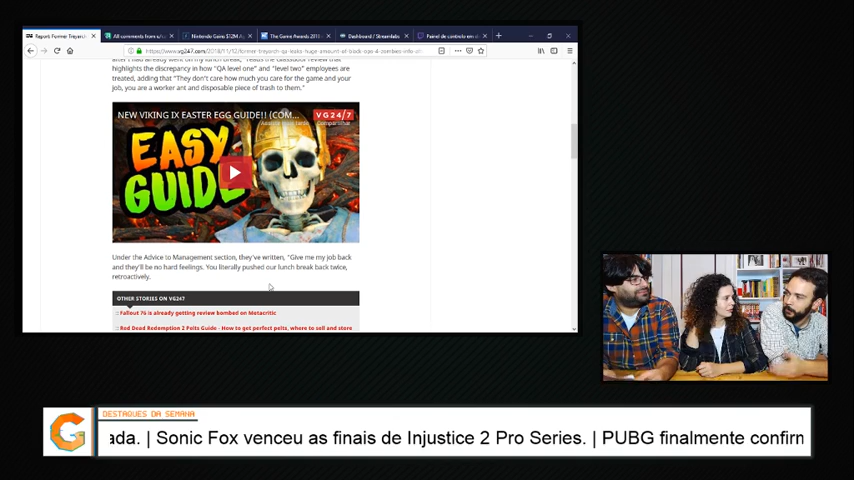 Report: Former Treyarch
All comments from s/
Nintendo Gains $12M
The Game Awards 2018
Dashboard / Streamlabs
Painel de controlo em di
https://www.vg247.com/2018/11/12/former-treyarch-qa-leaks-huge-amount-of-black-ops-4-zombies-info-ph
highlights the discrepancy in how "QA level one" and "level two" employees are
treated, adding that "They don't care how much you care for the game and your
job, you are a worker ant and disposable piece of trash to them."
NEW VIKING IX EASTER EGG GUIDE!! (COM...
VG24/7
EASY
GUIDE
Under the Advice to Management section, they've written, "Give me my job back
and they'll be no hard feelings. You literally pushed our lunch break back twice,
retroactively.
OTHER STORIES ON VG247
:: Fallout 76 is already getting review bombed on Metacritic
:: Red Dead Redemption 2 Pelts Guide - How to get perfect pelts, where to sell and store
DESTAQUES DA SEMANA
G
ada. | Sonic Fox venceu as finais de Injustice 2 Pro Series. | PUBG finalmente confirn